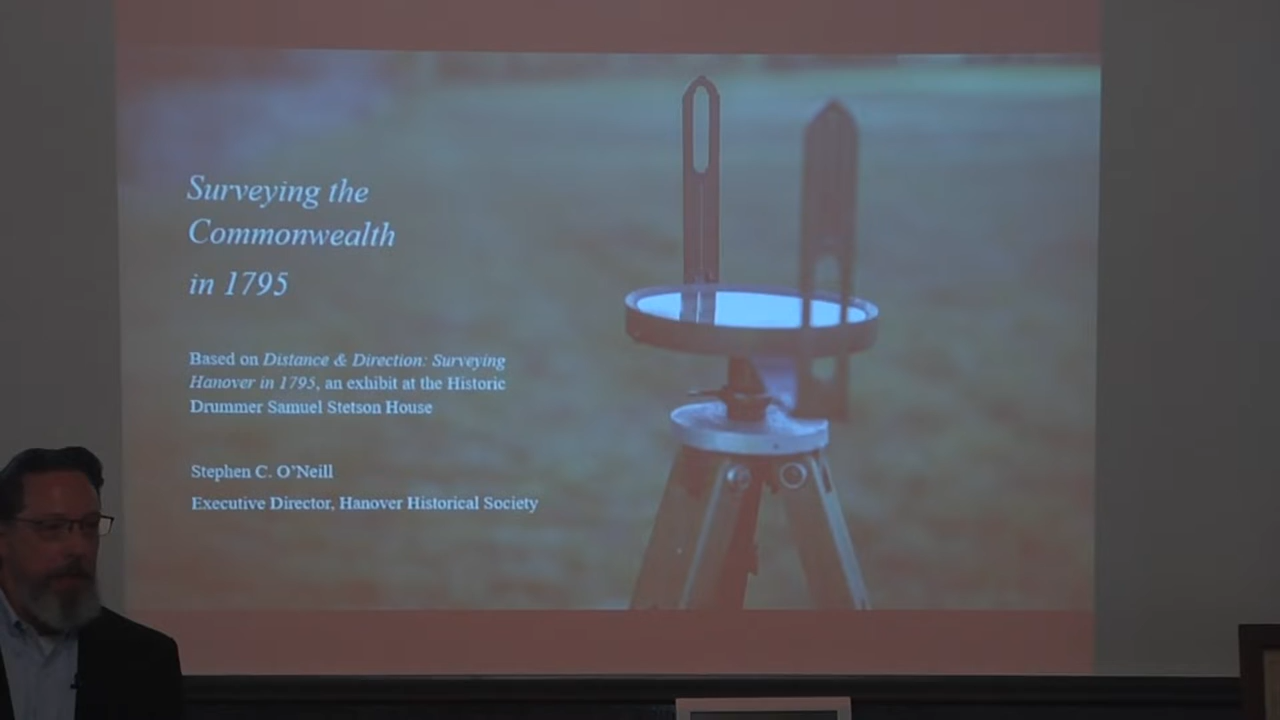 Surveying the
Commonwealth
in 1795
Based on Distance & Direction: Surveying
Hanover in 1795, an exhibit at the Historic
Drummer Samuel Stetson House
Stephen C. O'Neill
Executive Director, Hanover Historical Society